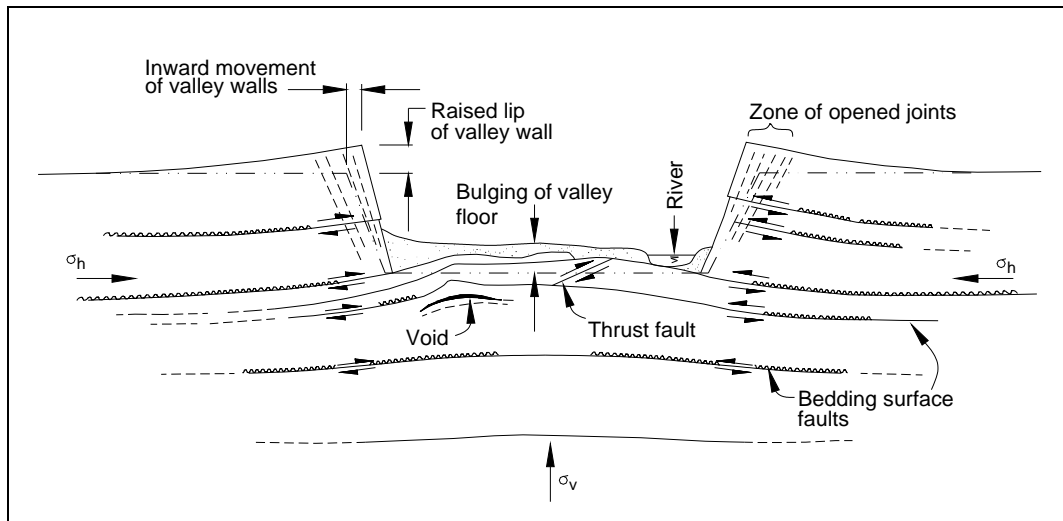 Inward movement
of valley walls
Raised lip
of valley wall
Zone of opened joints
Bulging of valley
floor
River
σh
σh
Void
Thrust fault
Bedding surface
faults
σv